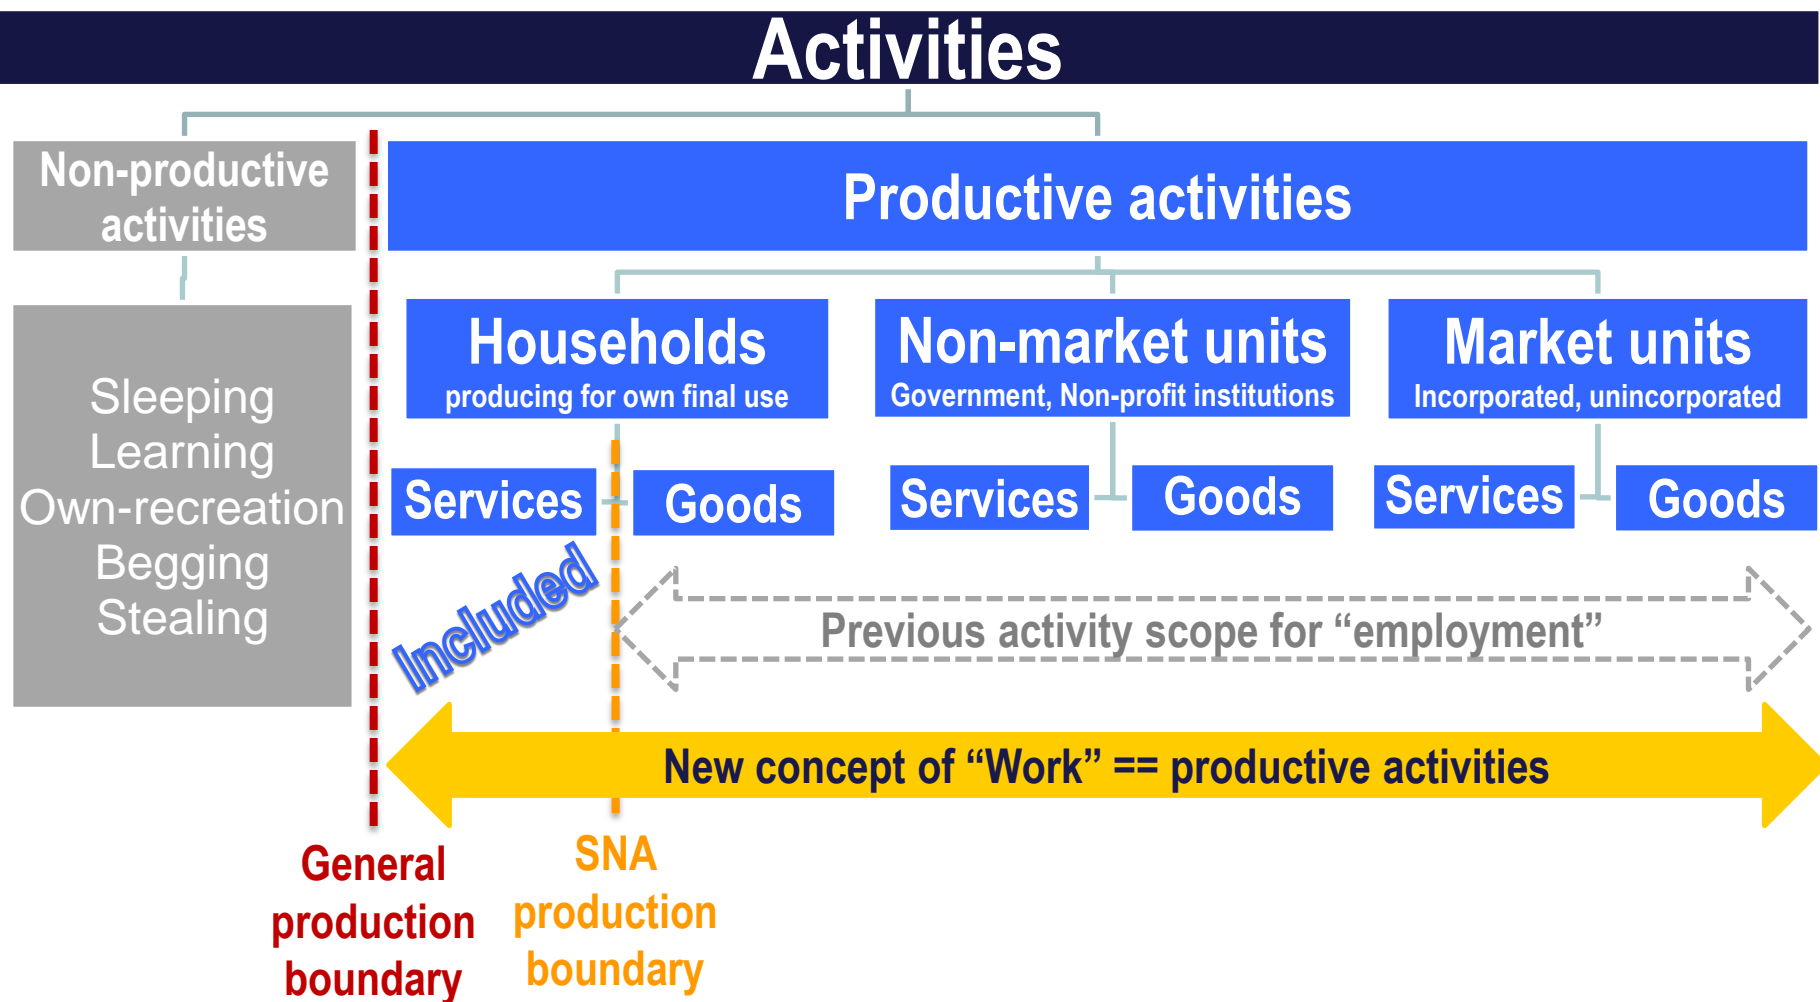 Activities
Non-productive
activities
Productive activities
Sleeping
Learning
Own-recreation
Begging
Stealing
Households
producing for own final use
Non-market units
Government, Non-profit institutions
Market units
Incorporated, unincorporated
Services
Goods
Services
Goods
Services
Goods
Included
Previous activity scope for “employment”
New concept of “Work” == productive activities
General
production
boundary
SNA
production
boundary